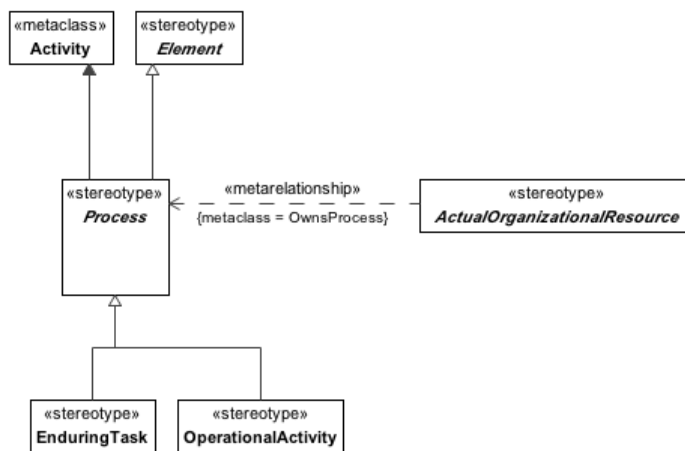 «metaclass»
Activity
«stereotype»
Element
«stereotype»
Process
«metarelationship»
{metaclass = OwnsProcess}
«stereotype»
ActualOrganizationalResource
«stereotype»
EnduringTask
«stereotype»
OperationalActivity